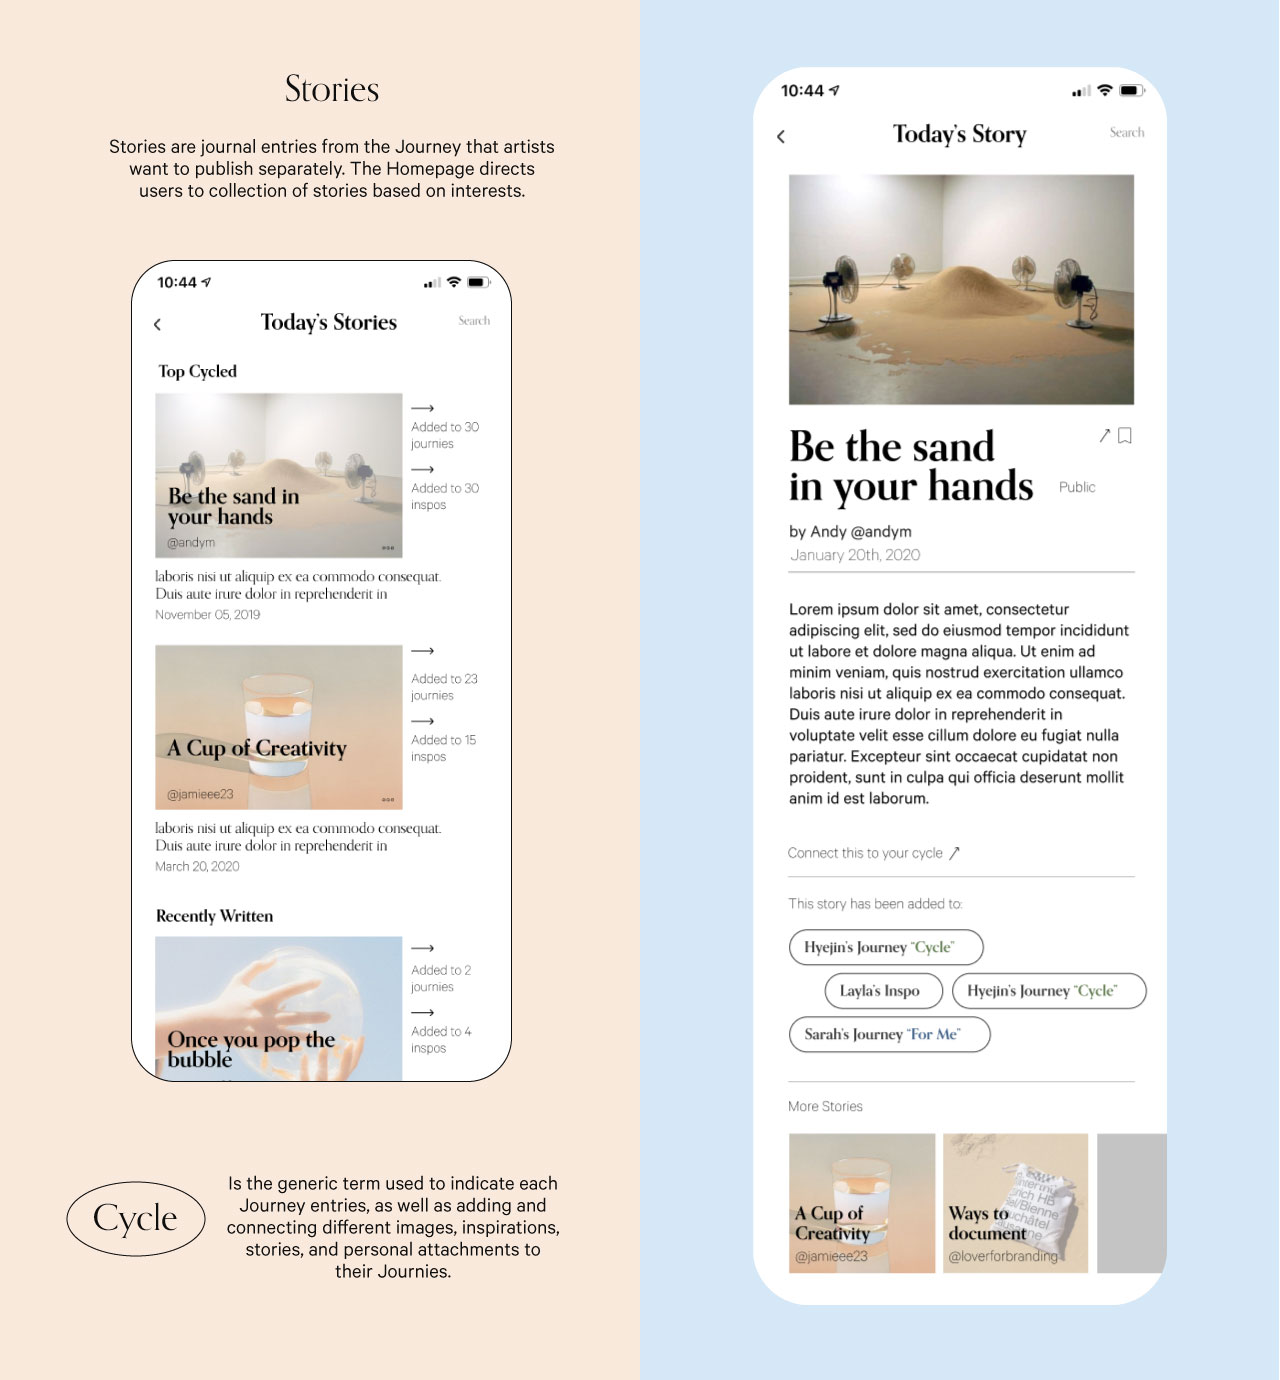 Stories
Stories are journal entries from the Journey that artists
want to publish separately. The Homepage directs
users to collection of stories based on interests.
10:44
Today's Stories
Search
Top Cycled
Be the sand in
your hands
@andym
Added to 30
journies
Added to 30
inspos
laboris nisi ut aliquip ex ea commodo consequat.
Duis aute irure dolor in reprehenderit in
November 05, 2019
A Cup of Creativity
@jamieee23
Added to 23
journies
Added to 15
inspos
laboris nisi ut aliquip ex ea commodo consequat.
Duis aute irure dolor in reprehenderit in
March 20, 2020
Recently Written
Once you pop the
bubble
Added to 2
journies
Added to 4
inspos
Cycle
Is the generic term used to indicate each
Journey entries, as well as adding and
connecting different images, inspirations,
stories, and personal attachments to
their Journies.
10:44
Today's Story
Search
Be the sand
in your hands
Public
by Andy @andym
January 20th, 2020
Lorem ipsum dolor sit amet, consectetur
adipiscing elit, sed do eiusmod tempor incididunt
ut labore et dolore magna aliqua. Ut enim ad
minim veniam, quis nostrud exercitation ullamco
laboris nisi ut aliquip ex ea commodo consequat.
Duis aute irure dolor in reprehenderit in
voluptate velit esse cillum dolore eu fugiat nulla
pariatur. Excepteur sint occaecat cupidatat non
proident, sunt in culpa qui officia deserunt mollit
anim id est laborum.
Connect this to your cycle
This story has been added to:
Hyejin's Journey "Cycle"
Layla's Inspo
Hyejin's Journey "Cycle"
Sarah's Journey "For Me"
More Stories
A Cup of
Creativity
@jamieee23
Ways to
document
@loverforbranding